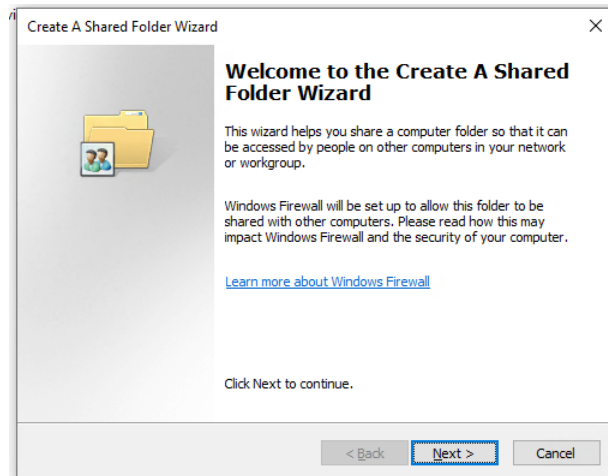 Create A Shared Folder Wizard
Welcome to the Create A Shared
Folder Wizard
This wizard helps you share a computer folder so that it can
be accessed by people on other computers in your network
or workgroup.
Windows Firewall will be set up to allow this folder to be
shared with other computers. Please read how this may
impact Windows Firewall and the security of your computer.
Learn more about Windows Firewall
Click Next to continue.
< Back
Next >
Cancel